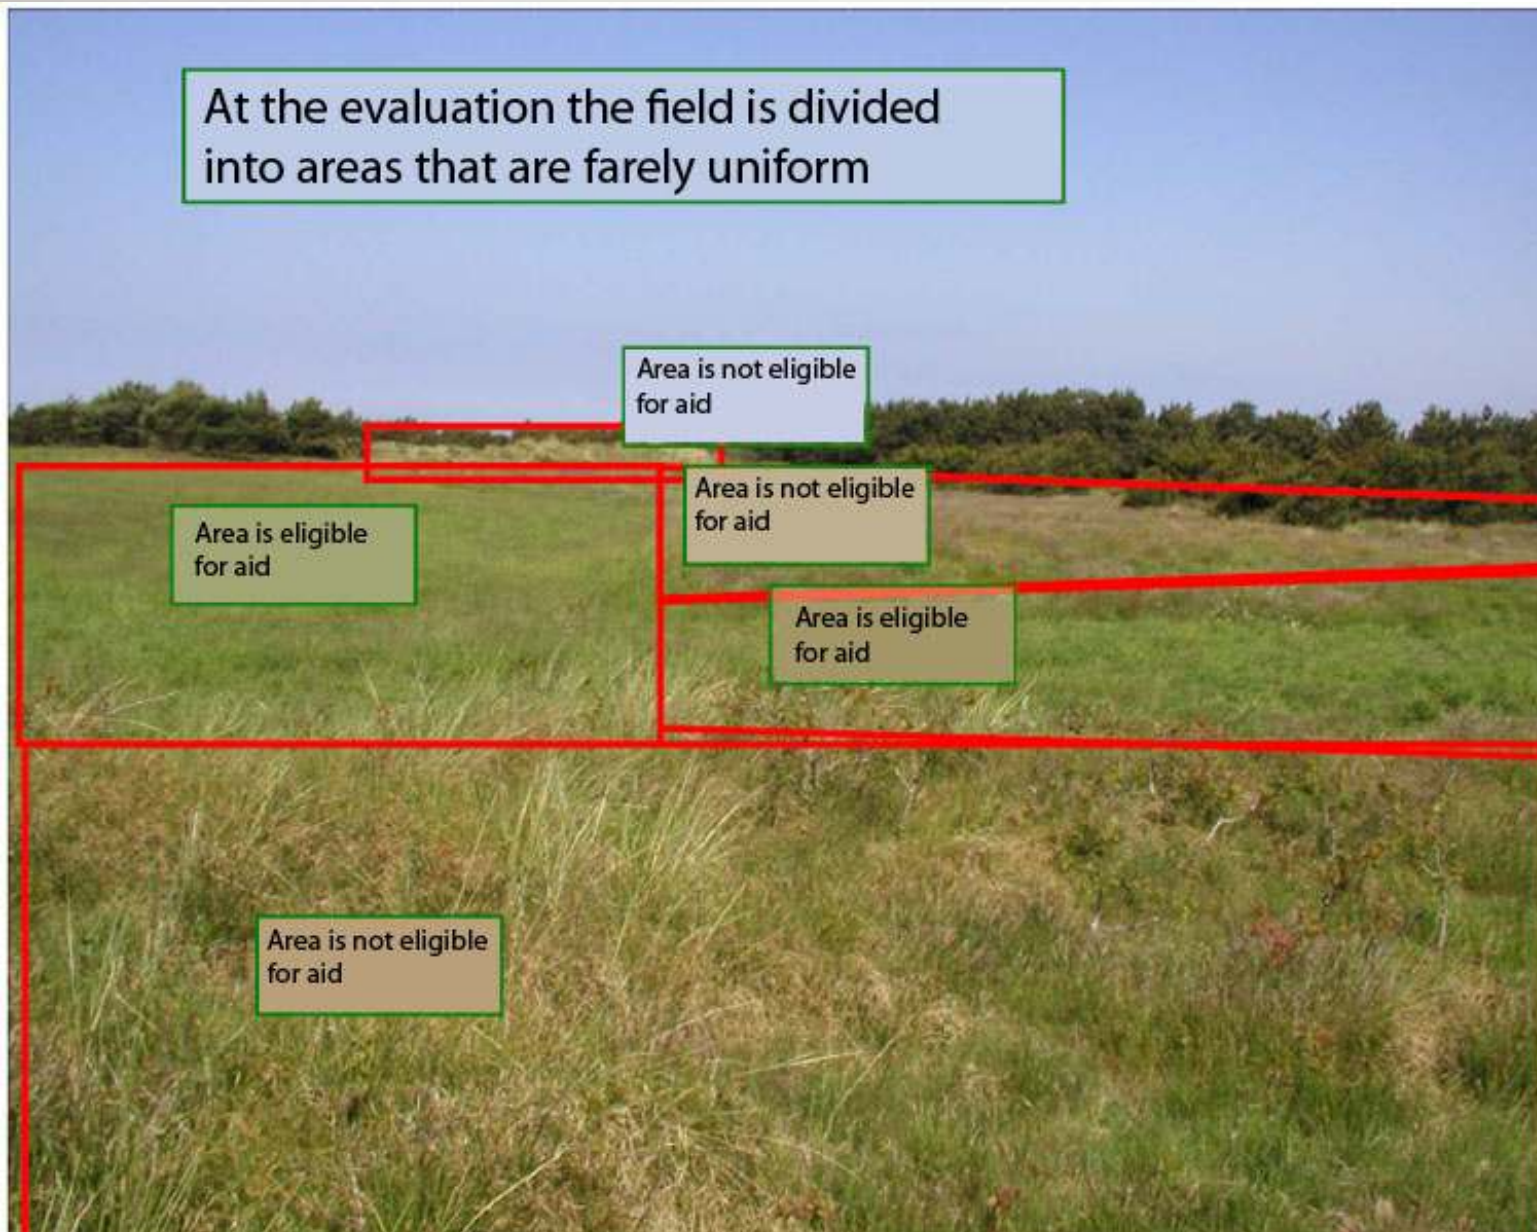 At the evaluation the field is divided
into areas that are farely uniform
Area is not eligible
for aid
Area is not eligible
for aid
Area is eligible
for aid
Area is eligible
for aid
Area is not eligible
for aid